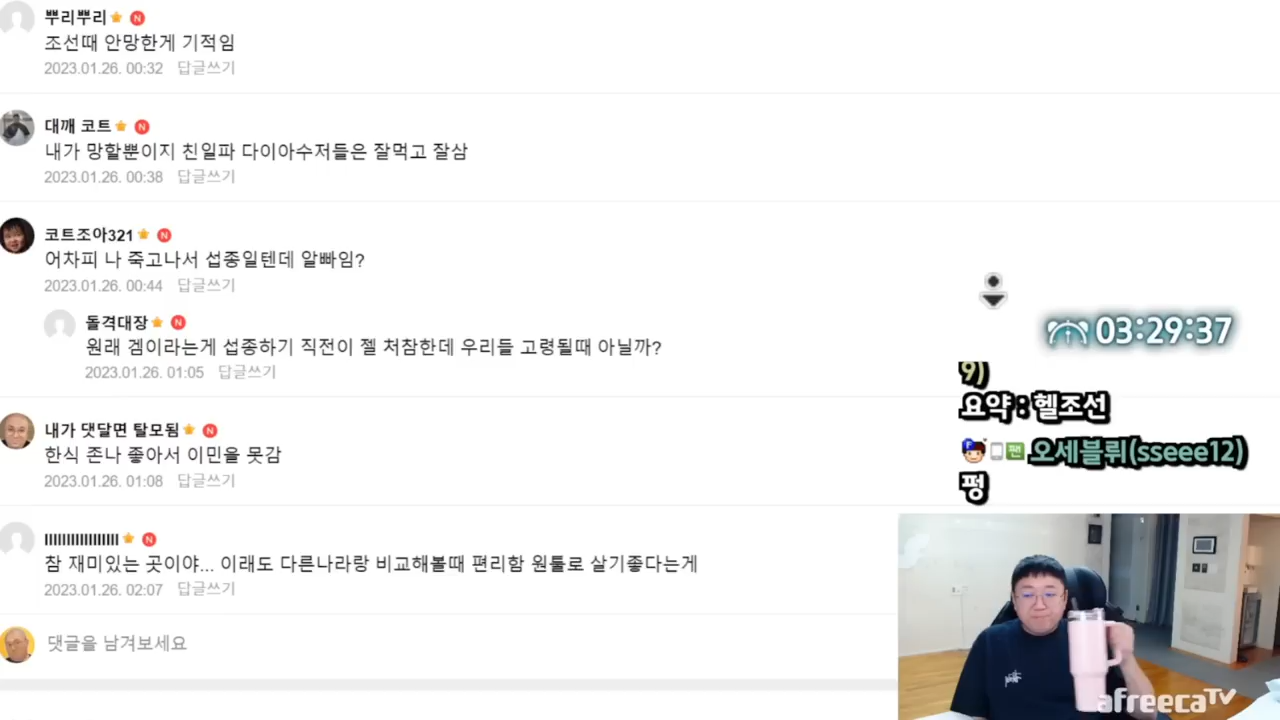 뿌리뿌리 N
조선때 안망한게 기적임
2023.01.26. 00:32 답글쓰기
대깨 코트 N
내가 망할뿐이지 친일파 다이아수저들은 잘먹고 잘삼
2023.01.26. 00:38 답글쓰기
코트조아321 N
어차피 나 죽고나서 섭종일텐데 알빠임?
2023.01.26. 00:44 답글쓰기
돌격대장 N
원래 겜이라는게 섭종하기 직전이 젤 처참한데 우리들 고령될때 아닐까?
2023.01.26. 01:05 답글쓰기
내가 댓달면 탈모됨 N
한식 존나 좋아서 이민을 못감
2023.01.26. 01:08 답글쓰기
llllllllllllllll N
참 재미있는 곳이야... 이래도 다른나라랑 비교해볼때 편리함 원툴로 살기좋다는게
2023.01.26. 02:07 답글쓰기
댓글을 남겨보세요
03:29:37
9)
요약 : 헬조선
F 팬 오세블뤼(sseee12)
펑
afreecaTV